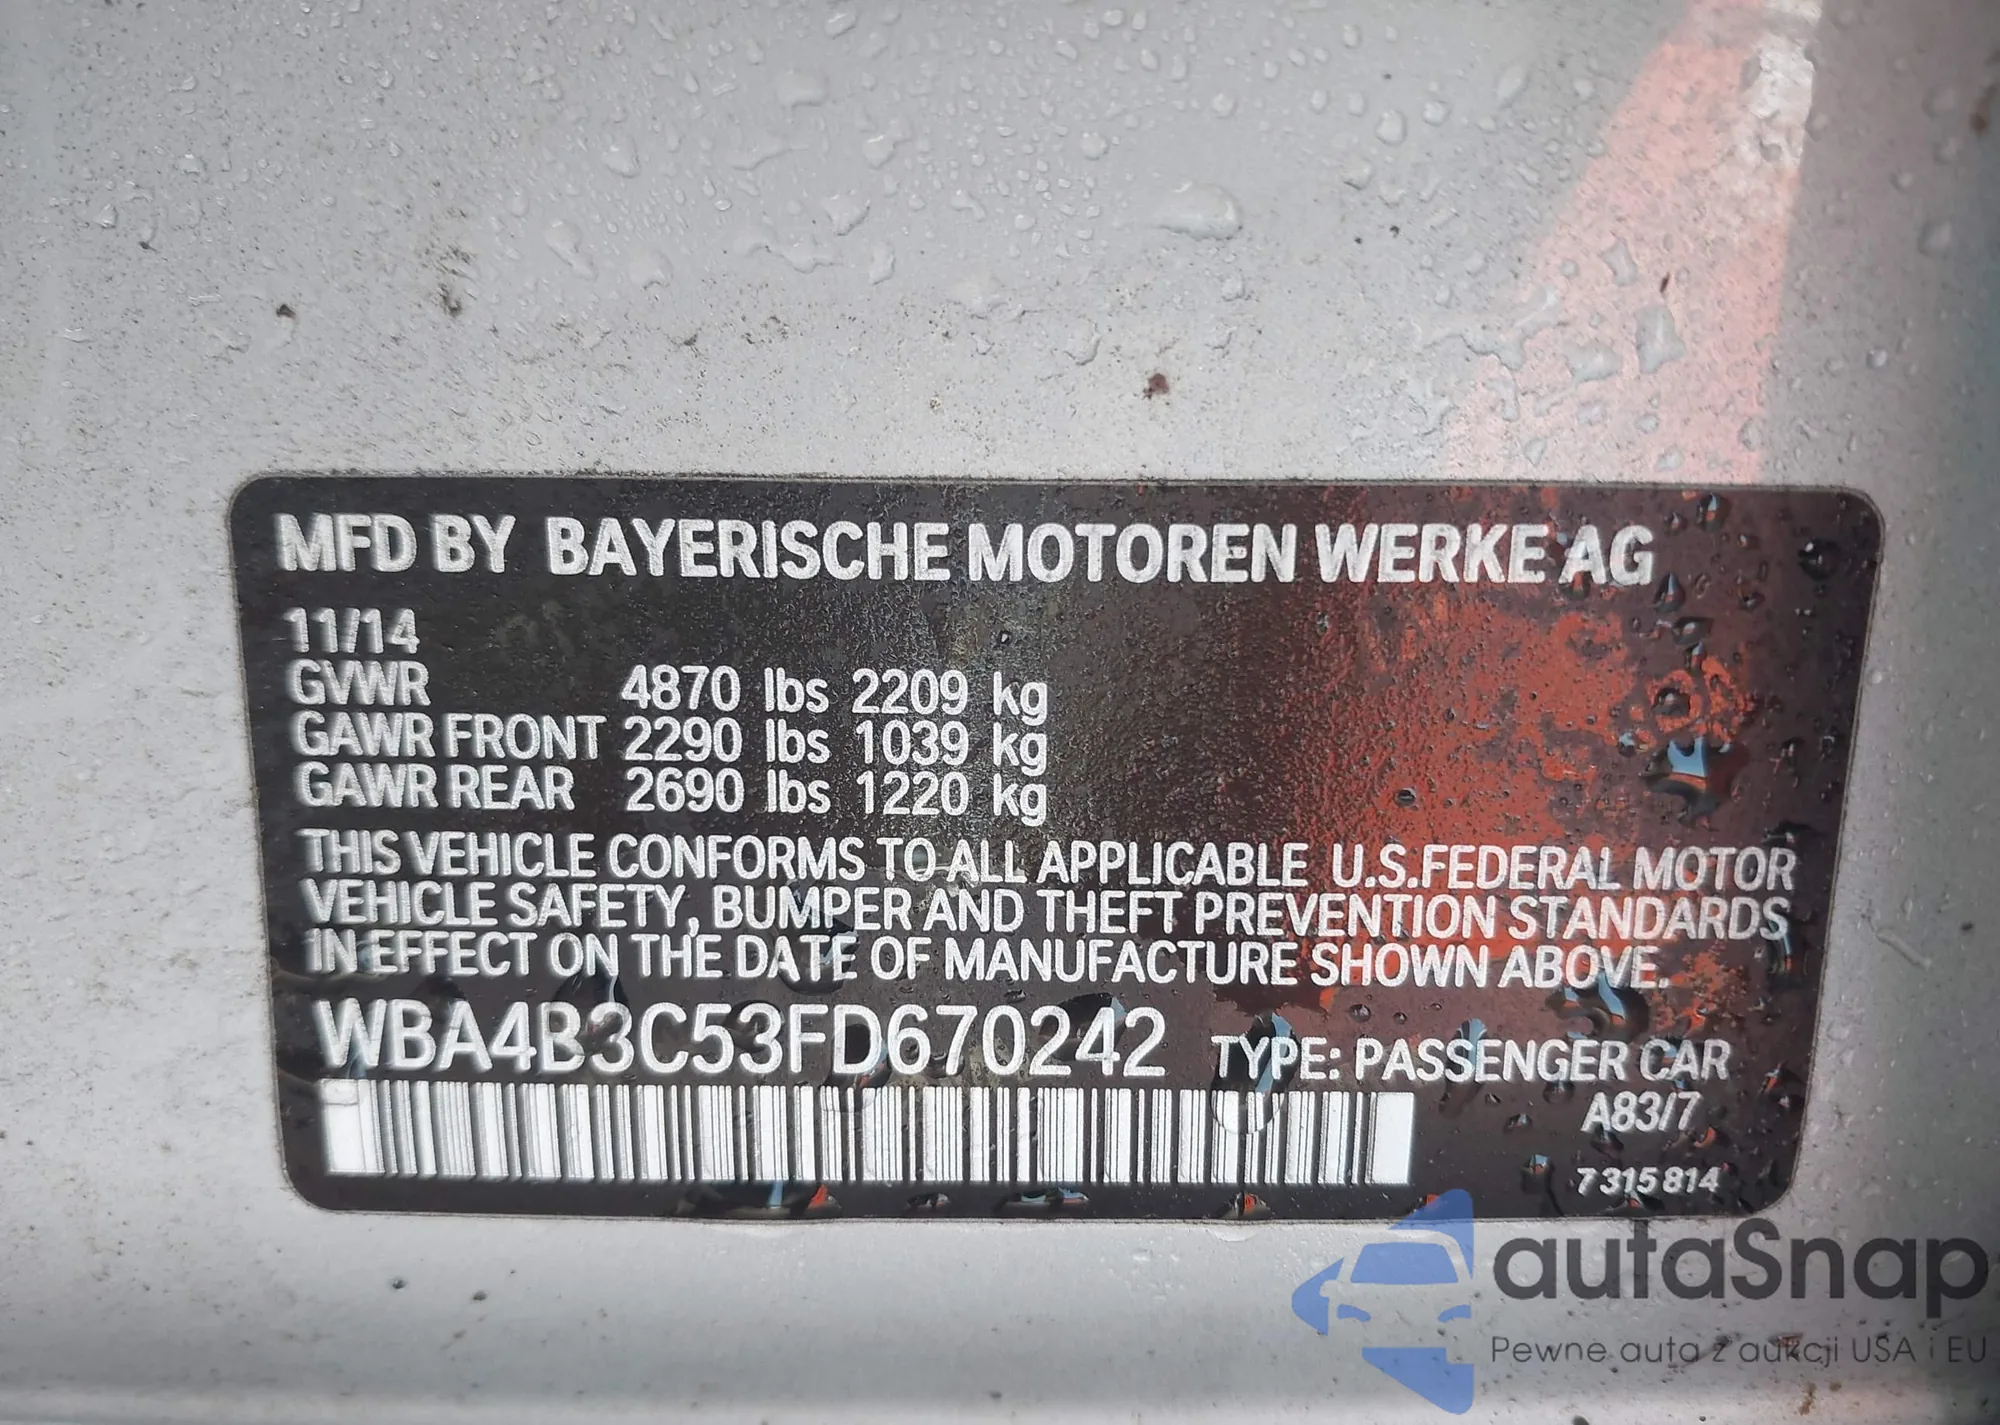 MFD BY BAYERISCHE MOTOREN WERKE AG
11/14
GVWR 4870 lbs 2209 kg
GAWR FRONT 2290 lbs 1039 kg
GAWR REAR 2690 lbs 1220 kg
THIS VEHICLE CONFORMS TO ALL APPLICABLE U.S.FEDERAL MOTOR
VEHICLE SAFETY, BUMPER AND THEFT PREVENTION STANDARDS
IN EFFECT ON THE DATE OF MANUFACTURE SHOWN ABOVE.
WBA4B3C53FD670242 TYPE: PASSENGER CAR
A83/7
7315814
autaSnap
Pewne auta z aukcji USA i EU